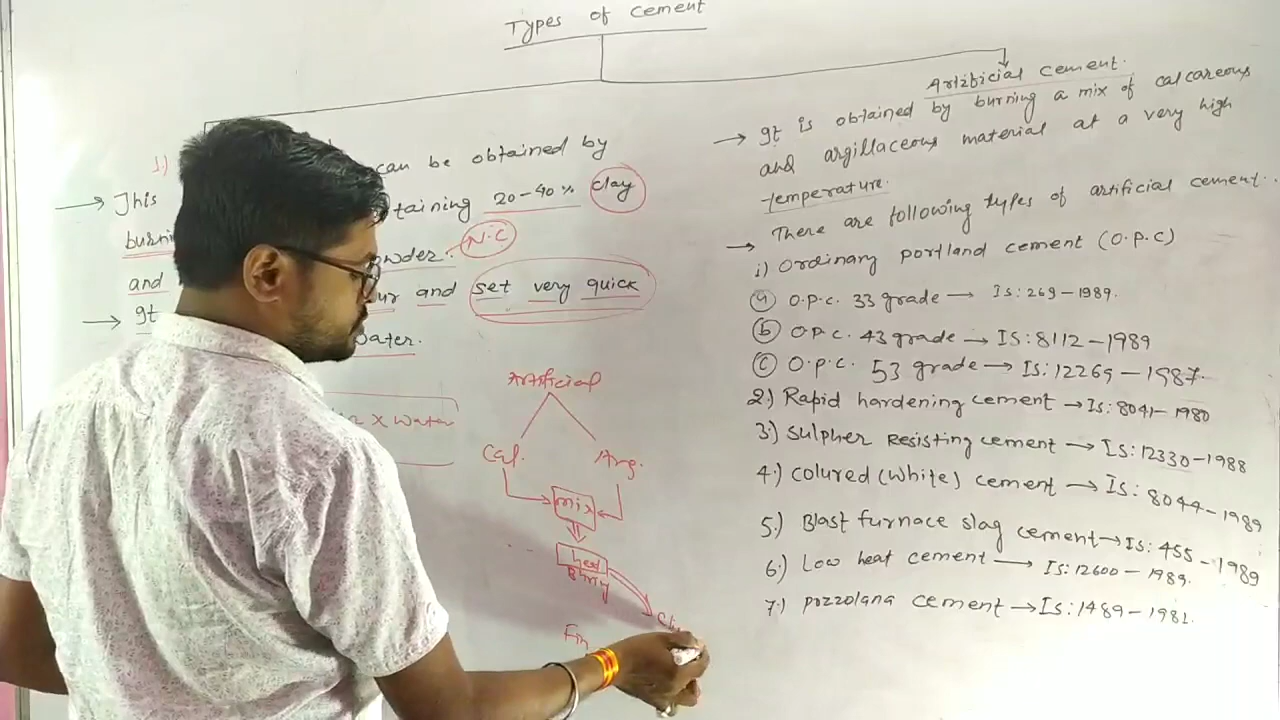 Types of cement
1)
can be obtained by
→ This taining 20-40% clay
burnin owder. N.C
and ur and set very quick
→ It water.
x water
Artificial
Cal. Arg.
mix
heat
Burig
Artificial cement.
→ It is obtained by burning a mix of calcareous
and argillaceous material at a very high
temperature.
→ There are following types of artificial cement.
i) Ordinary portland cement (O.P.C)
(a) O.P.C. 33 grade → Is: 269-1989.
(b) O.P.C. 43 grade → Is: 8112-1989
(c) O.P.C. 53 grade → Is: 12269-1987.
2.) Rapid hardening cement → Is: 8041-1980
3.) Sulpher Resisting cement → Is: 12330-1988
4.) Colured (White) cement → Is: 8044-1989
5.) Blast furnace slag cement → Is: 455-1989
6.) Low heat cement → Is: 12600-1989.
7.) Pozzolana cement → Is: 1489-1981.